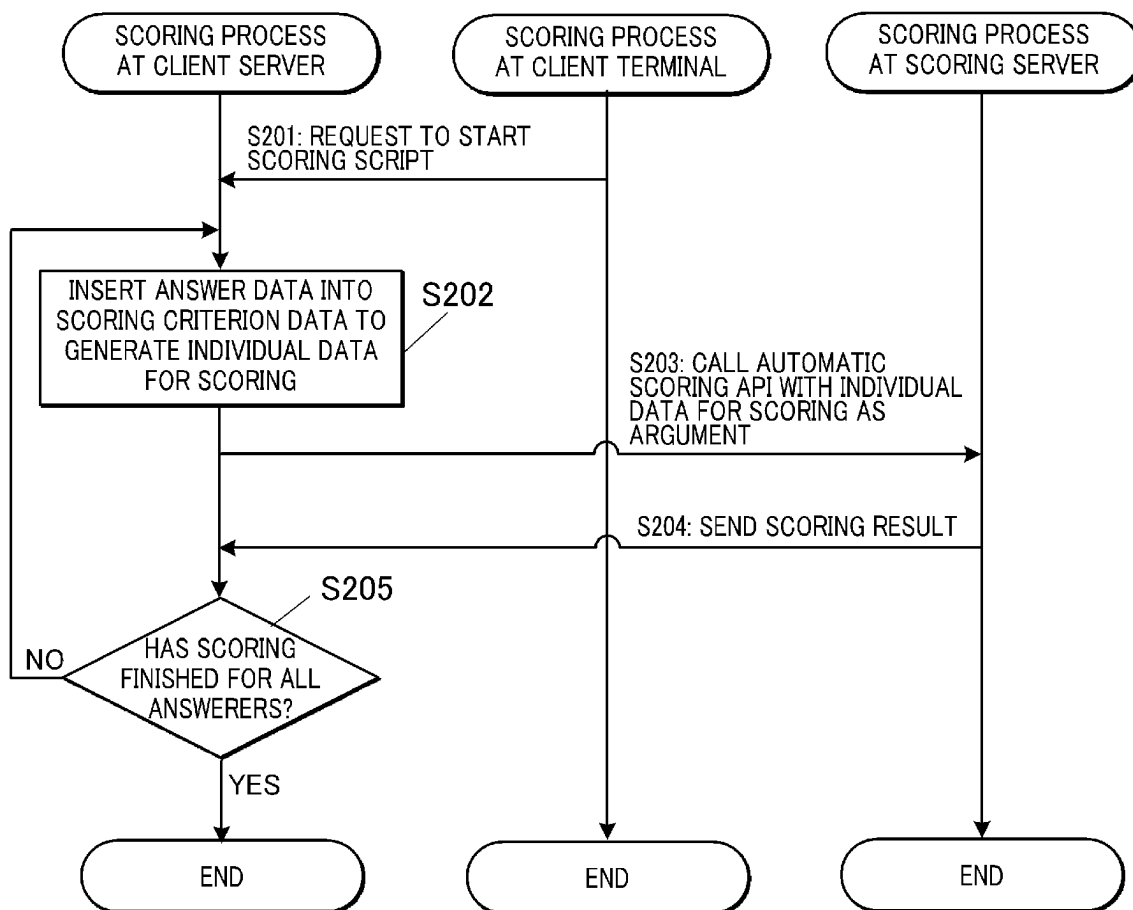 SCORING PROCESS
AT CLIENT SERVER
SCORING PROCESS
AT CLIENT TERMINAL
SCORING PROCESS
AT SCORING SERVER
S201: REQUEST TO START
SCORING SCRIPT
INSERT ANSWER DATA INTO
SCORING CRITERION DATA TO
GENERATE INDIVIDUAL DATA
FOR SCORING
S202
S203: CALL AUTOMATIC
SCORING API WITH INDIVIDUAL
DATA FOR SCORING AS
ARGUMENT
S204: SEND SCORING RESULT
S205
HAS SCORING
FINISHED FOR ALL
ANSWERERS?
NO
YES
END
END
END